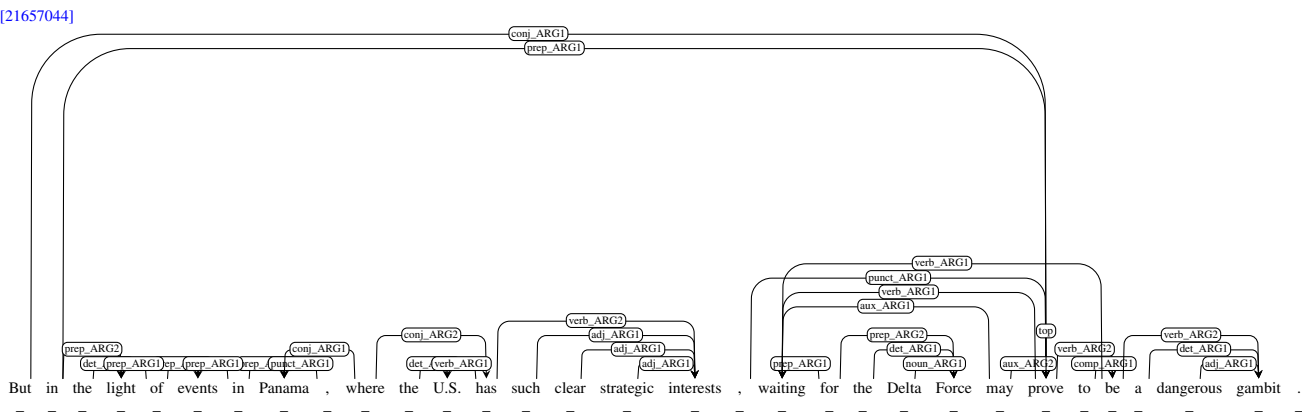 [21657044]
conj_ARG1
prep_ARG1
verb_ARG1
punct_ARG1
verb_ARG1
aux_ARG1
verb_ARG2
top
conj_ARG2 adj_ARG1 prep_ARG2 verb_ARG2
prep_ARG2 conj_ARG1 adj_ARG1 det_ARG1 verb_ARG2 det_ARG1
prep_ARG1 prep_ARG1 punct_ARG1 verb_ARG1 adj_ARG1 prep_ARG1 noun_ARG1 aux_ARG2 comp_ARG1 adj_ARG1
But in the light of events in Panama , where the U.S. has such clear strategic interests , waiting for the Delta Force may prove to be a dangerous gambit .
_ _ _ _ _ _ _ _ _ _ _ _ _ _ _ _ _ _ _ _ _ _ _ _ _ _ _ _ _ _ _